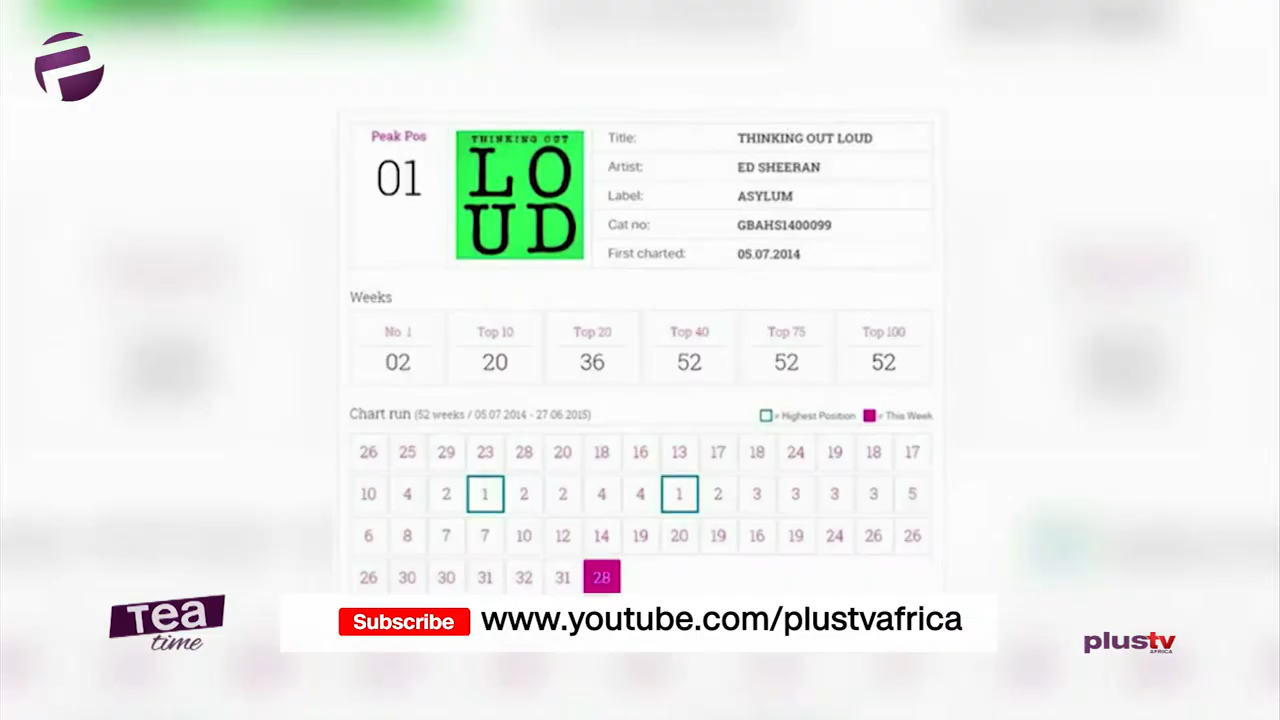 Peak Pos
01
THINKING OUT
LO
UD
Title: THINKING OUT LOUD
Artist: ED SHEERAN
Label: ASYLUM
Cat no: GBAHS1400099
First charted: 05.07.2014
Weeks
No 1 Top 10 Top 20 Top 40 Top 75 Top 100
02 20 36 52 52 52
Chart run (52 weeks / 05.07.2014 - 27.06.2015) = Highest Position = This Week
26 25 29 23 28 20 18 16 13 17 18 24 19 18 17
10 4 2 1 2 2 4 4 1 2 3 3 3 3 5
6 8 7 7 10 12 14 19 20 19 16 19 24 26 26
26 30 30 31 32 31 28
Tea
time
Subscribe www.youtube.com/plustvafrica
plustv
AFRICA